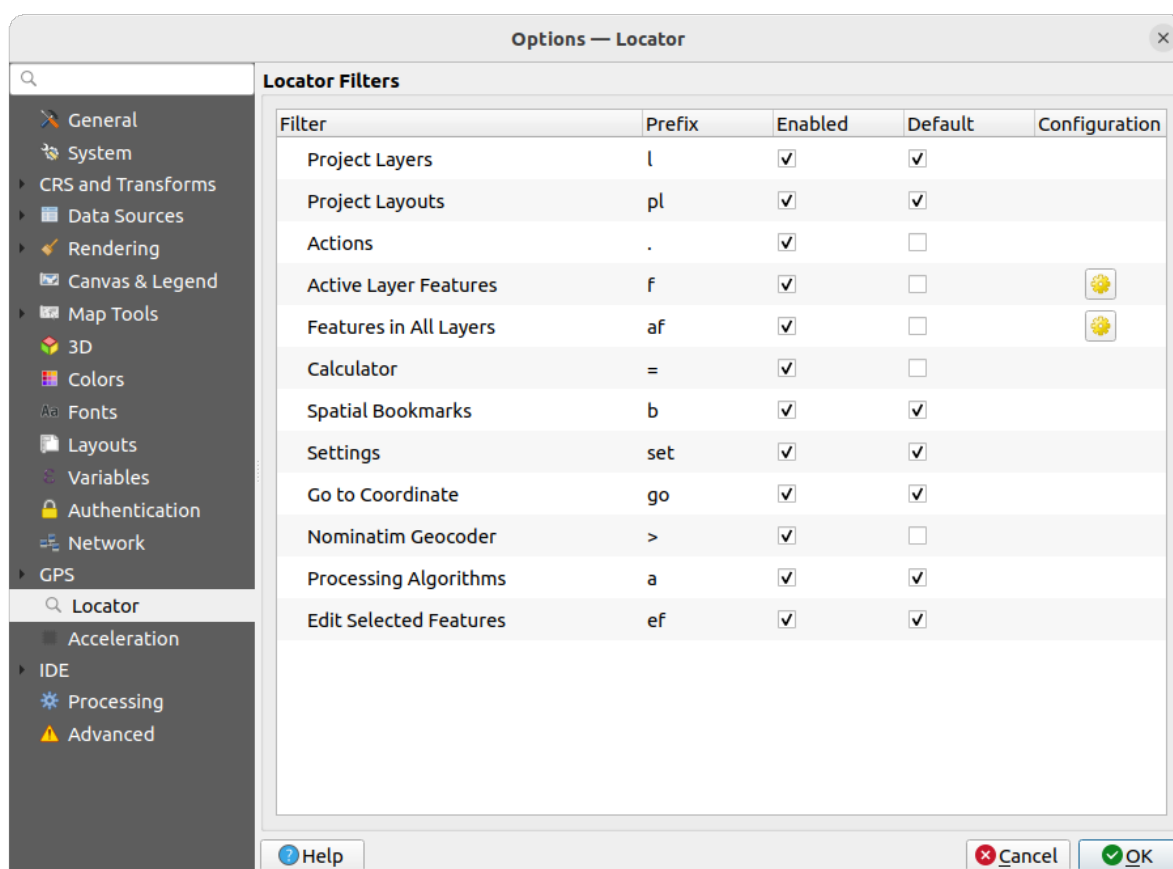 Options — Locator
Locator Filters
General
System
CRS and Transforms
Data Sources
Rendering
Canvas & Legend
Map Tools
3D
Colors
Aa Fonts
Layouts
ε Variables
Authentication
Network
GPS
Locator
Acceleration
IDE
Processing
Advanced
Filter Prefix Enabled Default Configuration
Project Layers l
Project Layouts pl
Actions .
Active Layer Features f
Features in All Layers af
Calculator =
Spatial Bookmarks b
Settings set
Go to Coordinate go
Nominatim Geocoder >
Processing Algorithms a
Edit Selected Features ef
? Help
Cancel
OK